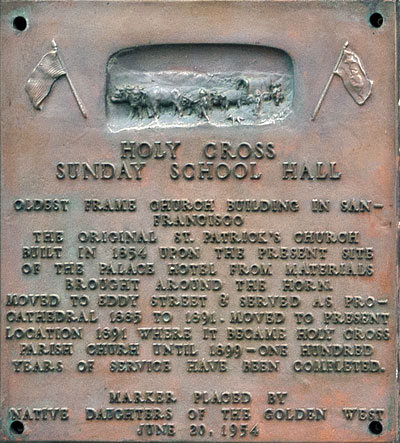 HOLY CROSS
SUNDAY SCHOOL HALL
OLDEST FRAME CHURCH BUILDING IN SAN-
FRANCISCO
THE ORIGINAL ST. PATRICK'S CHURCH
BUILT IN 1854 UPON THE PRESENT SITE
OF THE PALACE HOTEL FROM MATERIALS
BROUGHT AROUND THE HORN.
MOVED TO EDDY STREET & SERVED AS PRO-
CATHEDRAL 1885 TO 1891. MOVED TO PRESENT
LOCATION 1891 WHERE IT BECAME HOLY CROSS
PARISH CHURH UNTIL 1899-ONE HUNDRED
YEARS OF SERVICE HAVE BEEN COMPLETED.
MARKER PLACED BY
NATIVE DAUGHTERS OF THE GOLDEN WEST
JUNE 20, 1954